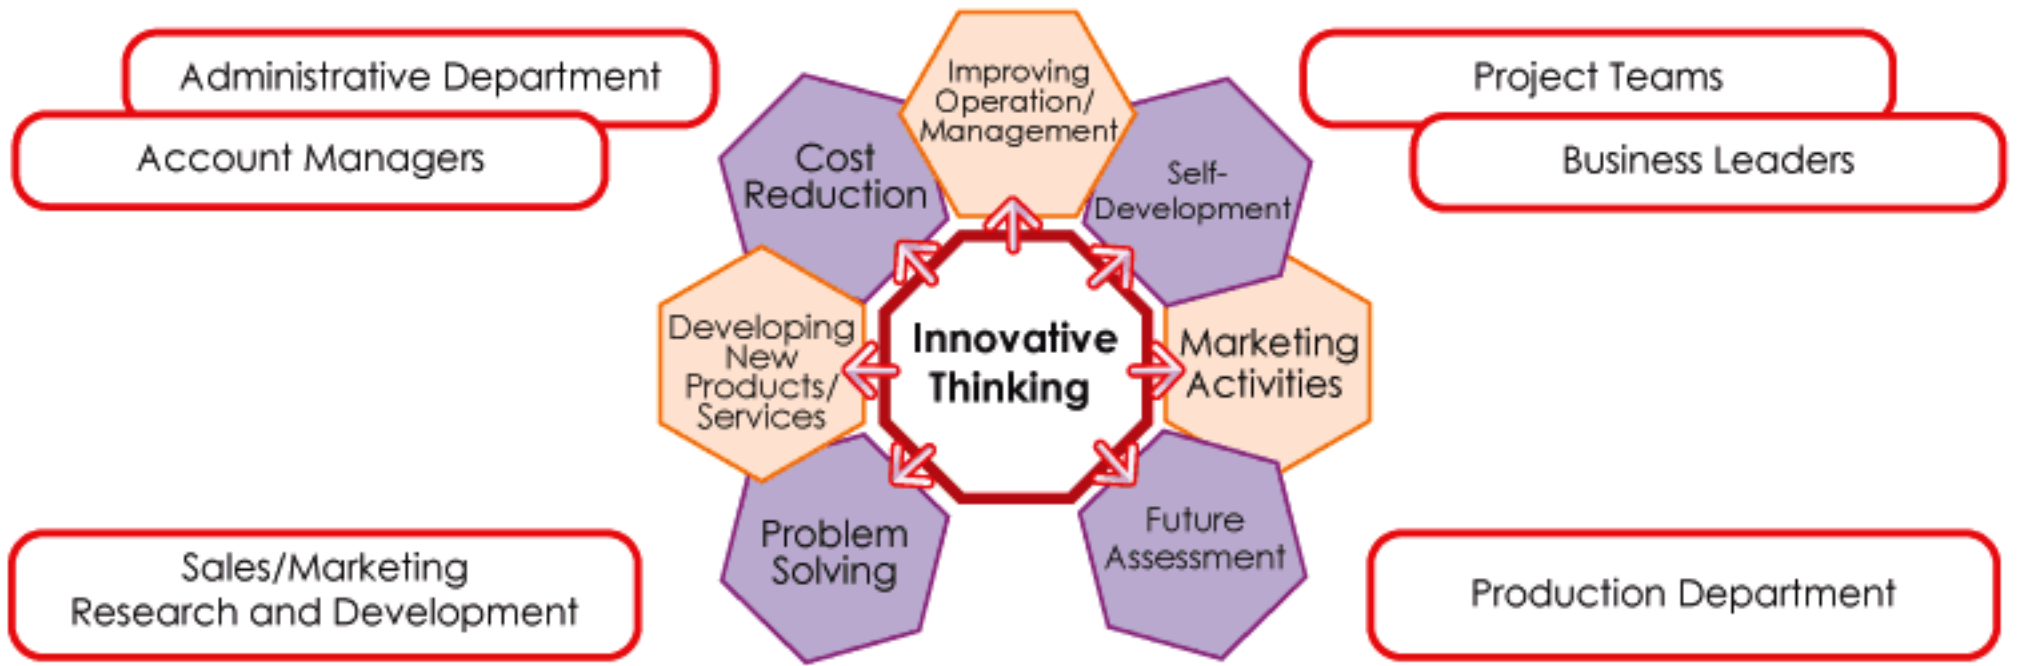 Administrative Department
Account Managers
Project Teams
Business Leaders
Improving
Operation/
Management
Cost
Reduction
Self-
Development
Developing
New
Products/
Services
Innovative
Thinking
Marketing
Activities
Problem
Solving
Future
Assessment
Sales/Marketing
Research and Development
Production Department